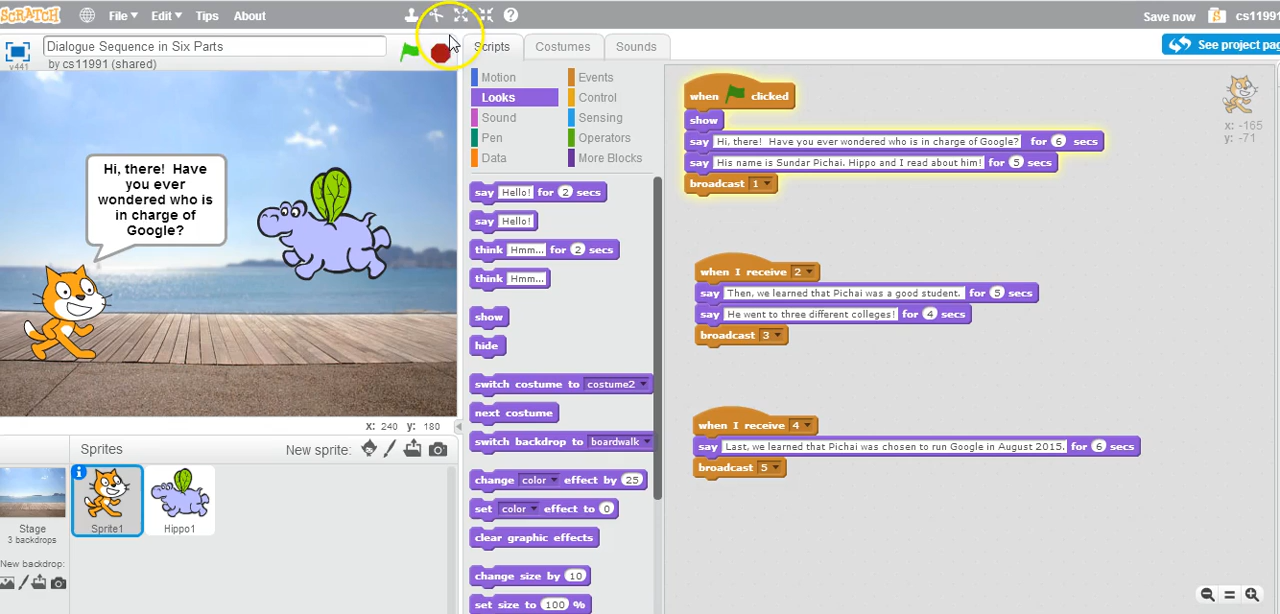 SCRATCH File Edit Tips About Save now cs11991
Dialogue Sequence in Six Parts
by cs11991 (shared)
v441
Scripts Costumes Sounds
See project pag
Hi, there! Have
you ever
wondered who is
in charge of
Google?
x: 240 y: 180
Sprites New sprite:
Stage
3 backdrops
New backdrop:
Sprite1
Hippo1
Motion Events
Looks Control
Sound Sensing
Pen Operators
Data More Blocks
say Hello! for 2 secs
say Hello!
think Hmm... for 2 secs
think Hmm...
show
hide
switch costume to costume2
next costume
switch backdrop to boardwalk
change color effect by 25
set color effect to 0
clear graphic effects
change size by 10
set size to 100 %
when clicked
show
say Hi, there! Have you ever wondered who is in charge of Google? for 6 secs
say His name is Sundar Pichai. Hippo and I read about him! for 5 secs
broadcast 1
when I receive 2
say Then, we learned that Pichai was a good student. for 5 secs
say He went to three different colleges! for 4 secs
broadcast 3
when I receive 4
say Last, we learned that Pichai was chosen to run Google in August 2015. for 6 secs
broadcast 5
x: -165
y: -71